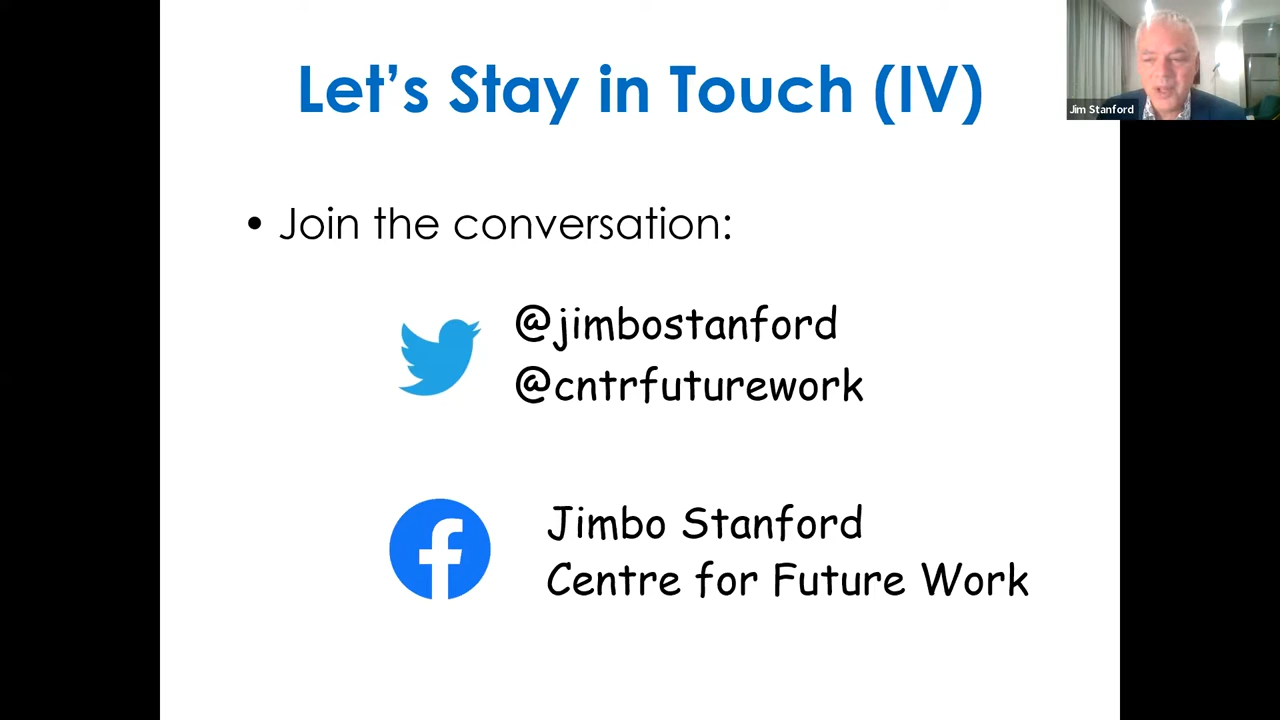 Let's Stay in Touch (IV)
Jim Stanford
• Join the conversation:
@jimbostanford
@cntrfuturework
Jimbo Stanford
Centre for Future Work